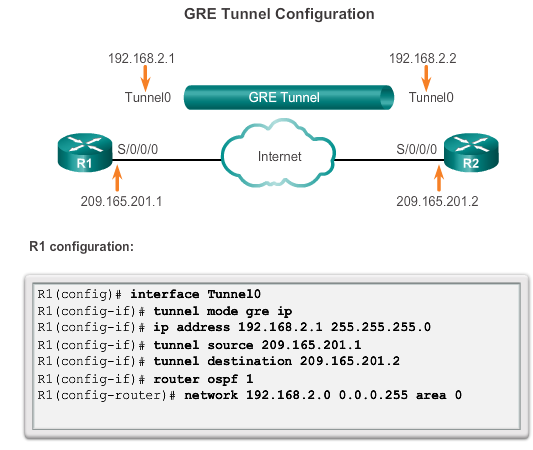 GRE Tunnel Configuration
192.168.2.1
192.168.2.2
Tunnel0
GRE Tunnel
Tunnel0
S/0/0/0
Internet
S/0/0/0
R1
R2
209.165.201.1
209.165.201.2
R1 configuration:
R1(config)# interface Tunnel0
R1(config-if)# tunnel mode gre ip
R1(config-if)# ip address 192.168.2.1 255.255.255.0
R1(config-if)# tunnel source 209.165.201.1
R1(config-if)# tunnel destination 209.165.201.2
R1(config-if)# router ospf 1
R1(config-router)# network 192.168.2.0 0.0.0.255 area 0